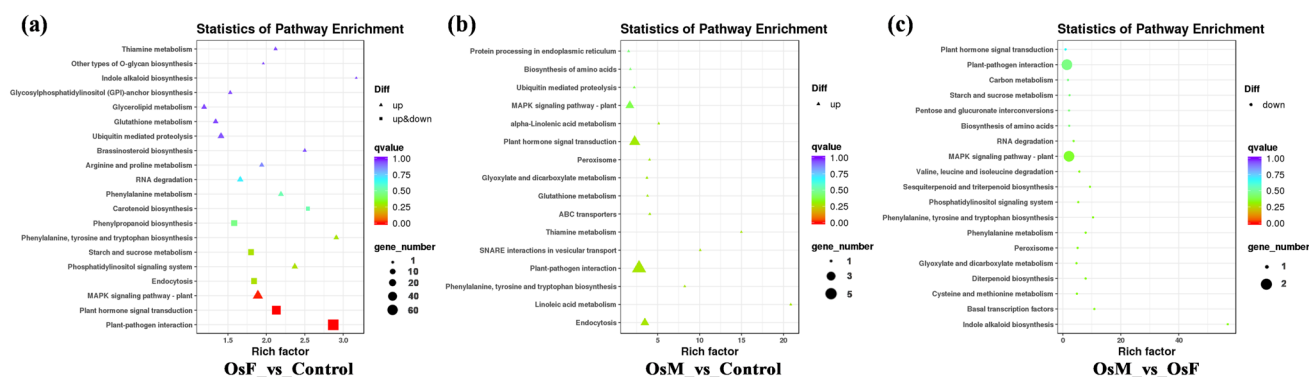 (a)
Statistics of Pathway Enrichment
Thiamine metabolism
Other types of O-glycan biosynthesis
Indole alkaloid biosynthesis
Glycosylphosphatidylinositol (GPI)-anchor biosynthesis
Glycerolipid metabolism
Glutathione metabolism
Ubiquitin mediated proteolysis
Brassinosteroid biosynthesis
Arginine and proline metabolism
RNA degradation
Phenylalanine metabolism
Carotenoid biosynthesis
Phenylpropanoid biosynthesis
Phenylalanine, tyrosine and tryptophan biosynthesis
Starch and sucrose metabolism
Phosphatidylinositol signaling system
Endocytosis
MAPK signaling pathway - plant
Plant hormone signal transduction
Plant-pathogen interaction
1.5 2.0 2.5 3.0
Rich factor
OsF_vs_Control
Diff
up
up&down
qvalue
1.00
0.75
0.50
0.25
0.00
gene_number
1
10
20
40
60
(b)
Statistics of Pathway Enrichment
Protein processing in endoplasmic reticulum
Biosynthesis of amino acids
Ubiquitin mediated proteolysis
MAPK signaling pathway - plant
alpha-Linolenic acid metabolism
Plant hormone signal transduction
Peroxisome
Glyoxylate and dicarboxylate metabolism
Glutathione metabolism
ABC transporters
Thiamine metabolism
SNARE interactions in vesicular transport
Plant-pathogen interaction
Phenylalanine, tyrosine and tryptophan biosynthesis
Linoleic acid metabolism
Endocytosis
5 10 15 20
Rich factor
OsM_vs_Control
Diff
up
qvalue
1.00
0.75
0.50
0.25
0.00
gene_number
1
3
5
(c)
Statistics of Pathway Enrichment
Plant hormone signal transduction
Plant-pathogen interaction
Carbon metabolism
Starch and sucrose metabolism
Pentose and glucuronate interconversions
Biosynthesis of amino acids
RNA degradation
MAPK signaling pathway - plant
Valine, leucine and isoleucine degradation
Sesquiterpenoid and triterpenoid biosynthesis
Phosphatidylinositol signaling system
Phenylalanine, tyrosine and tryptophan biosynthesis
Phenylalanine metabolism
Peroxisome
Glyoxylate and dicarboxylate metabolism
Diterpenoid biosynthesis
Cysteine and methionine metabolism
Basal transcription factors
Indole alkaloid biosynthesis
0 20 40
Rich factor
OsM_vs_OsF
Diff
down
qvalue
1.00
0.75
0.50
0.25
0.00
gene_number
1
2